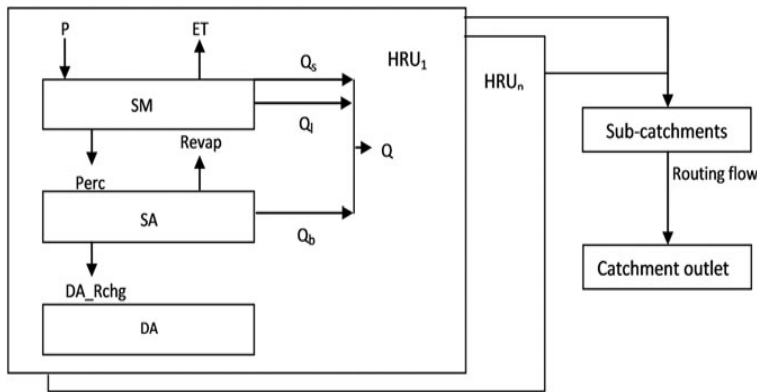 P
ET
Qs
HRU1
SM
Ql
HRUn
Sub-catchments
Revap
Q
Perc
Routing flow
SA
Qb
Catchment outlet
DA_Rchg
DA